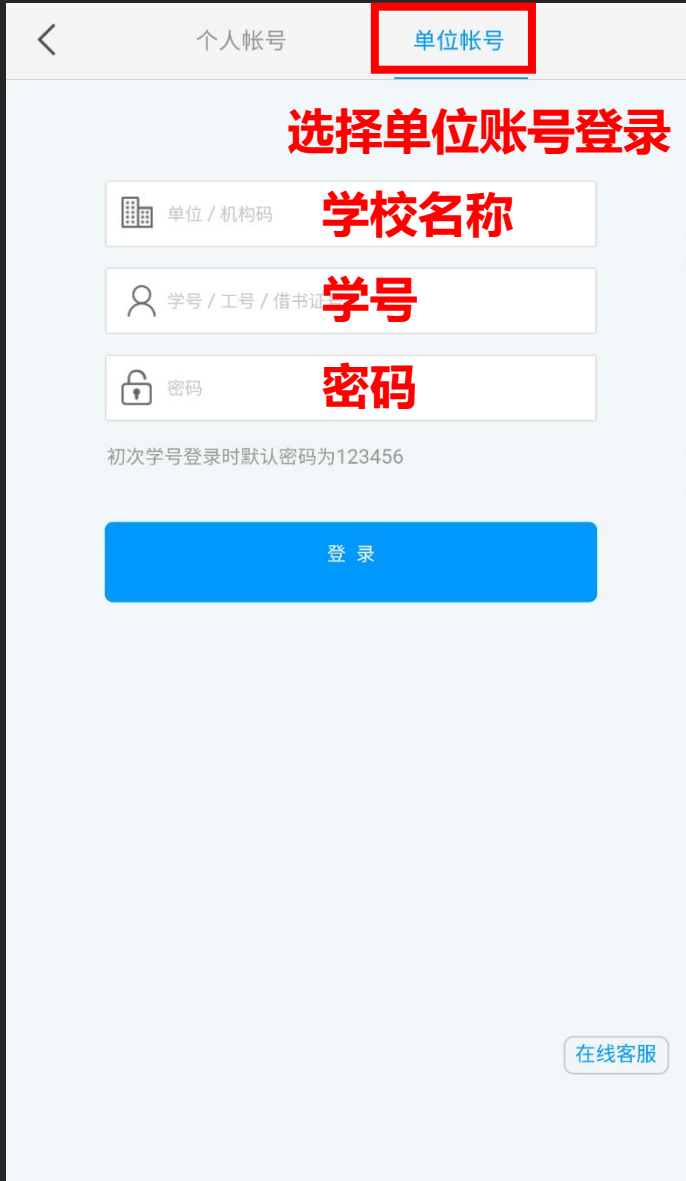 个人帐号 单位帐号
选择单位账号登录
单位 / 机构码 学校名称
学号 / 工号 / 借书证 学号
密码 密码
初次学号登录时默认密码为123456
登 录
在线客服